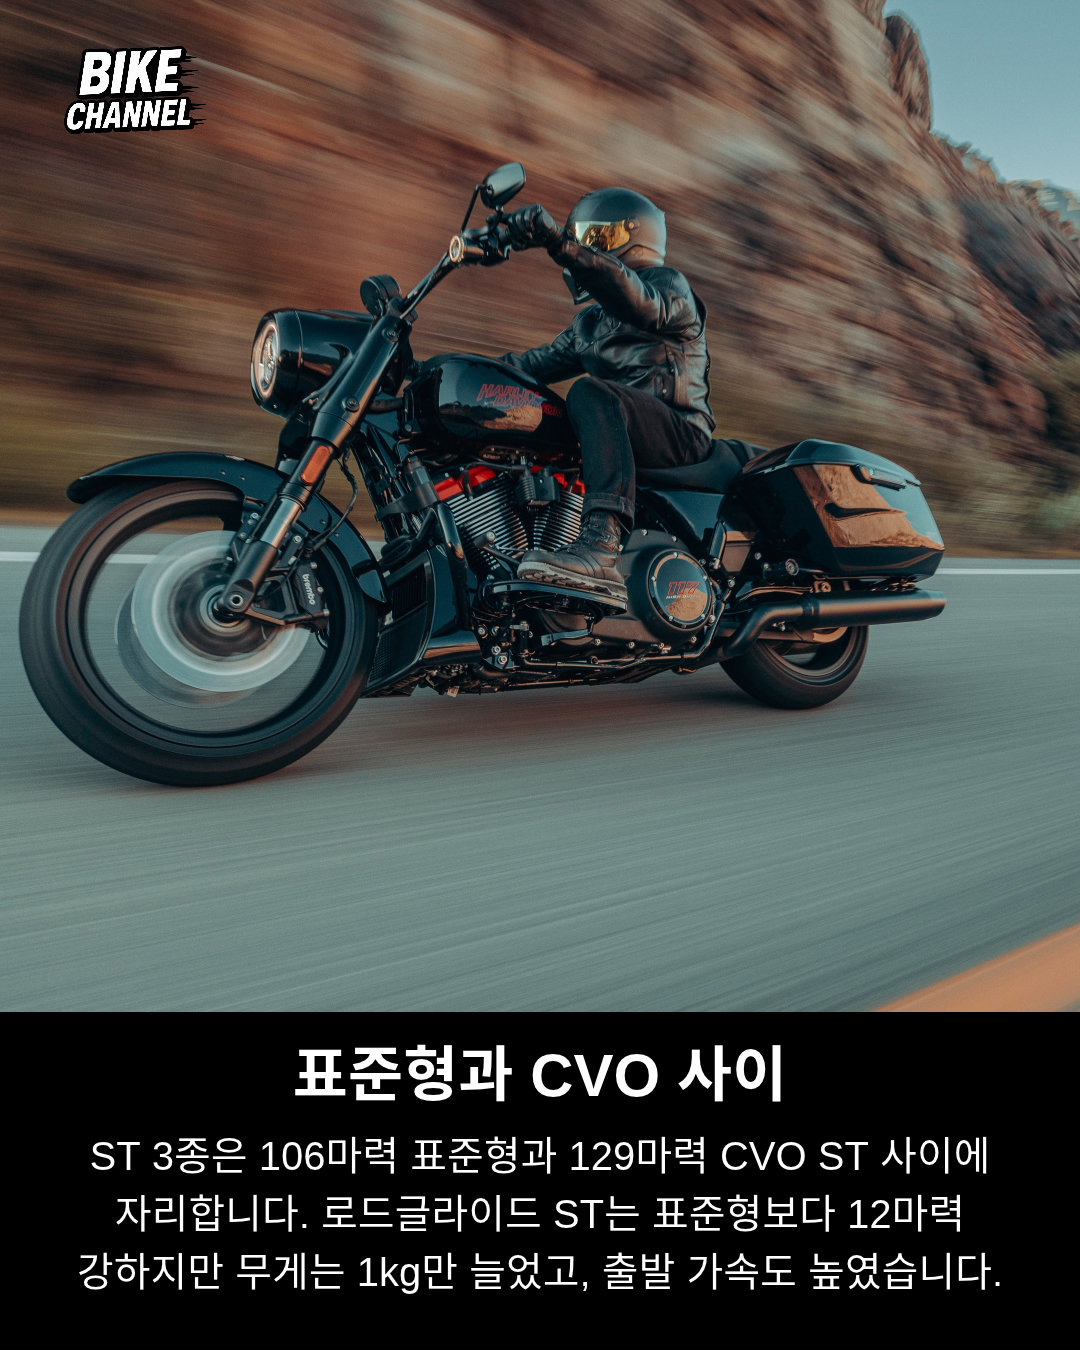 BIKE
CHANNEL
HARLEY
brembo
표준형과 CVO 사이
ST 3종은 106마력 표준형과 129마력 CVO ST 사이에
자리합니다. 로드글라이드 ST는 표준형보다 12마력
강하지만 무게는 1kg만 늘었고, 출발 가속도 높였습니다.